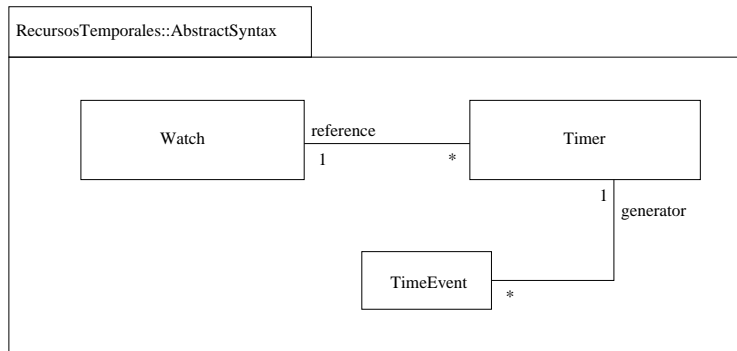 RecursosTemporales::AbstractSyntax
Watch
reference
Timer
1
*
1
generator
TimeEvent
*